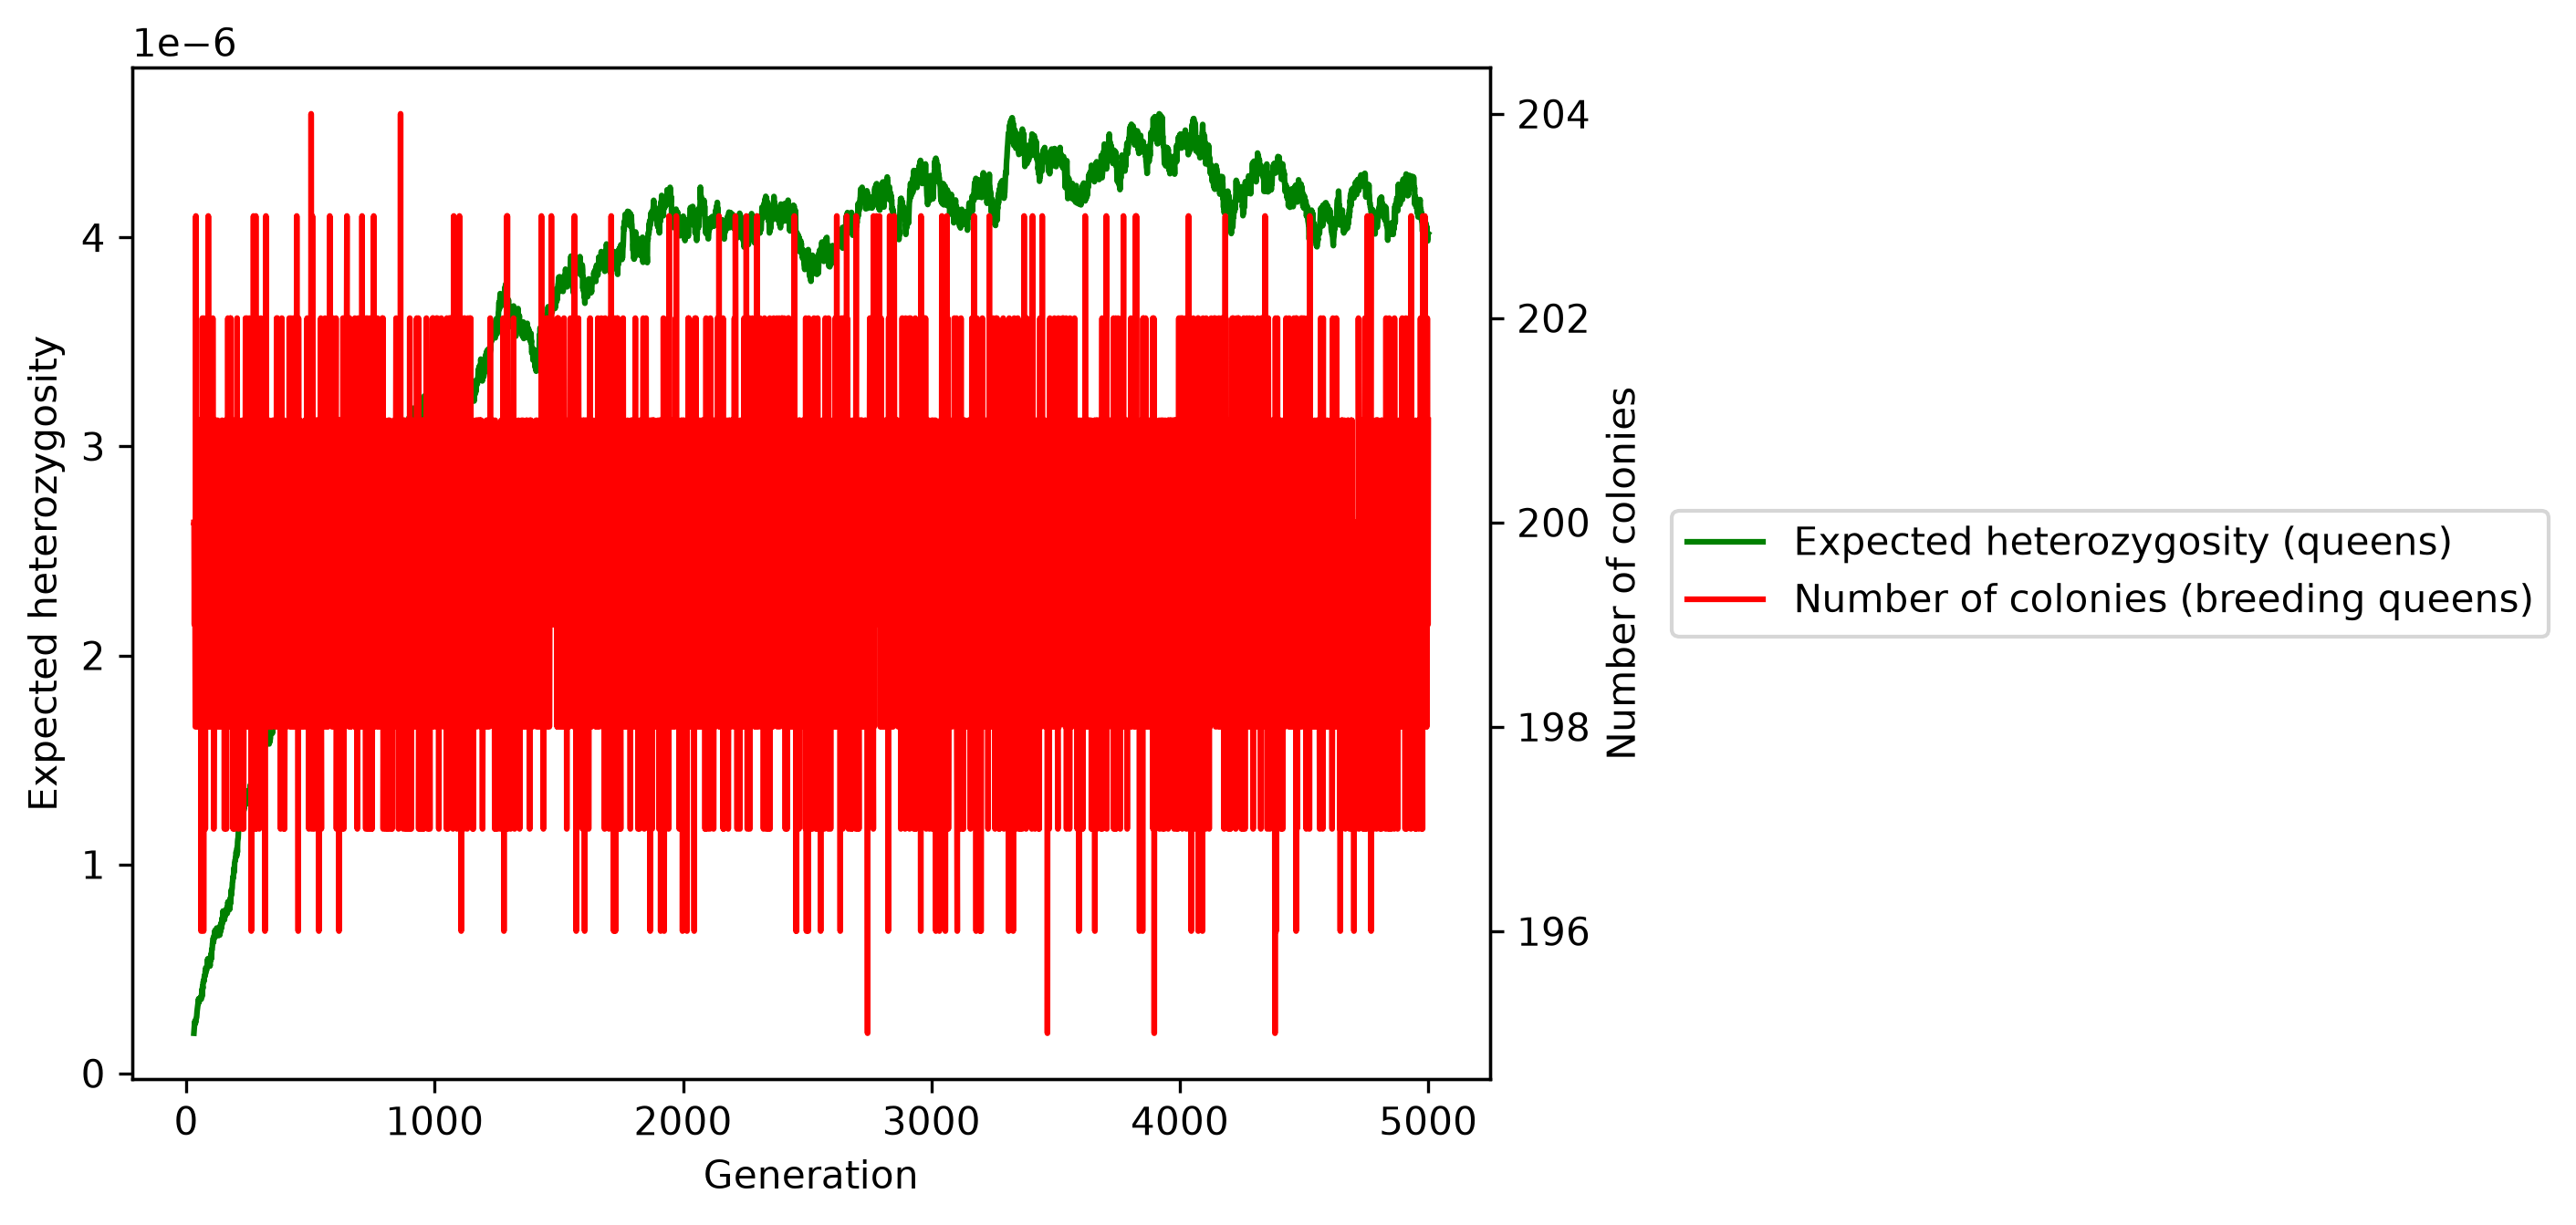 1e−6
Expected heterozygosity
4
3
2
1
0
0 1000 2000 3000 4000 5000
Generation
204
202
200
198
196
Number of colonies
Expected heterozygosity (queens)
Number of colonies (breeding queens)